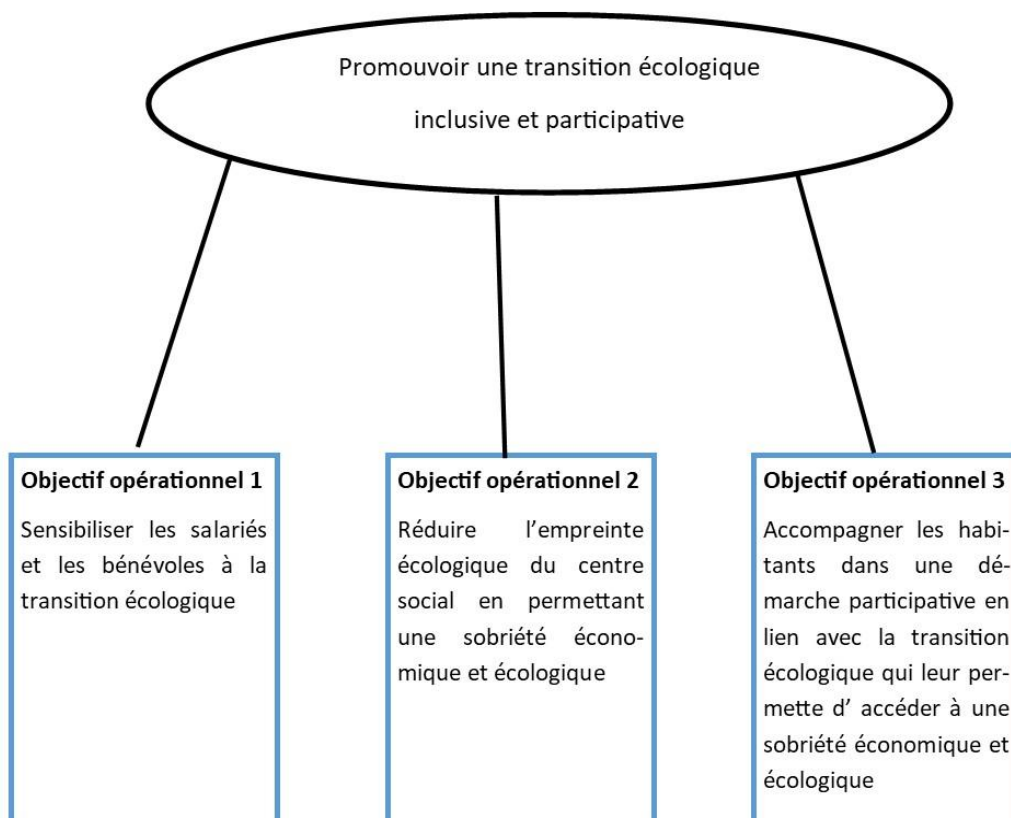 Promouvoir une transition écologique
inclusive et participative
Objectif opérationnel 1
Sensibiliser les salariés
et les bénévoles à la
transition écologique
Objectif opérationnel 2
Réduire l’empreinte
écologique du centre
social en permettant
une sobriété écono-
mique et écologique
Objectif opérationnel 3
Accompagner les habi-
tants dans une dé-
marche participative en
lien avec la transition
écologique qui leur per-
mette d’ accéder à une
sobriété économique et
écologique